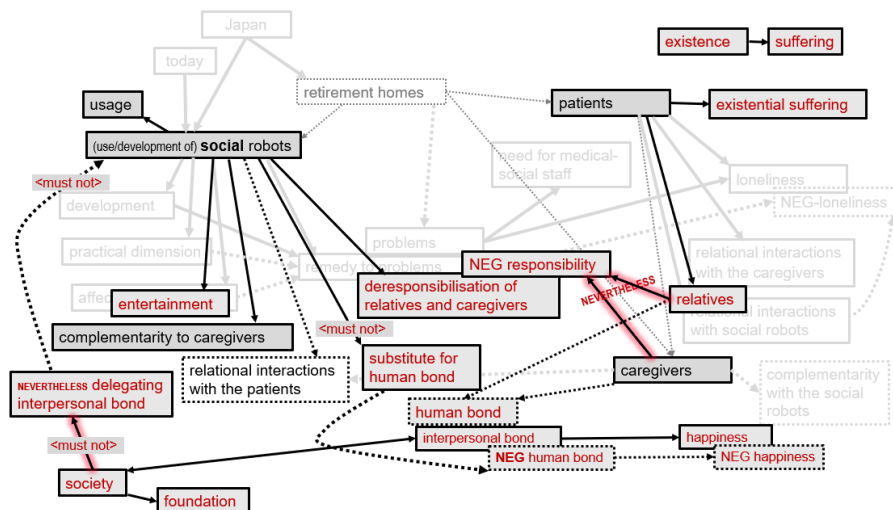 Japan
existence
suffering
today
retirement homes
usage
patients
existential suffering
(use/development of) social robots
need for medical-
social staff
<must not>
loneliness
development
NEG-loneliness
problems
practical dimension
remedy to problems
NEG responsibility
relational interactions
with the caregivers
deresponsibilisation of
relatives and caregivers
NEVERTHELESS
entertainment
relatives
relational interactions
with social robots
complementarity to caregivers
<must not>
relational interactions
with the patients
substitute for
human bond
caregivers
complementarity
with the social
robots
NEVERTHELESS delegating
interpersonal bond
human bond
<must not>
interpersonal bond
happiness
NEG human bond
NEG happiness
society
foundation